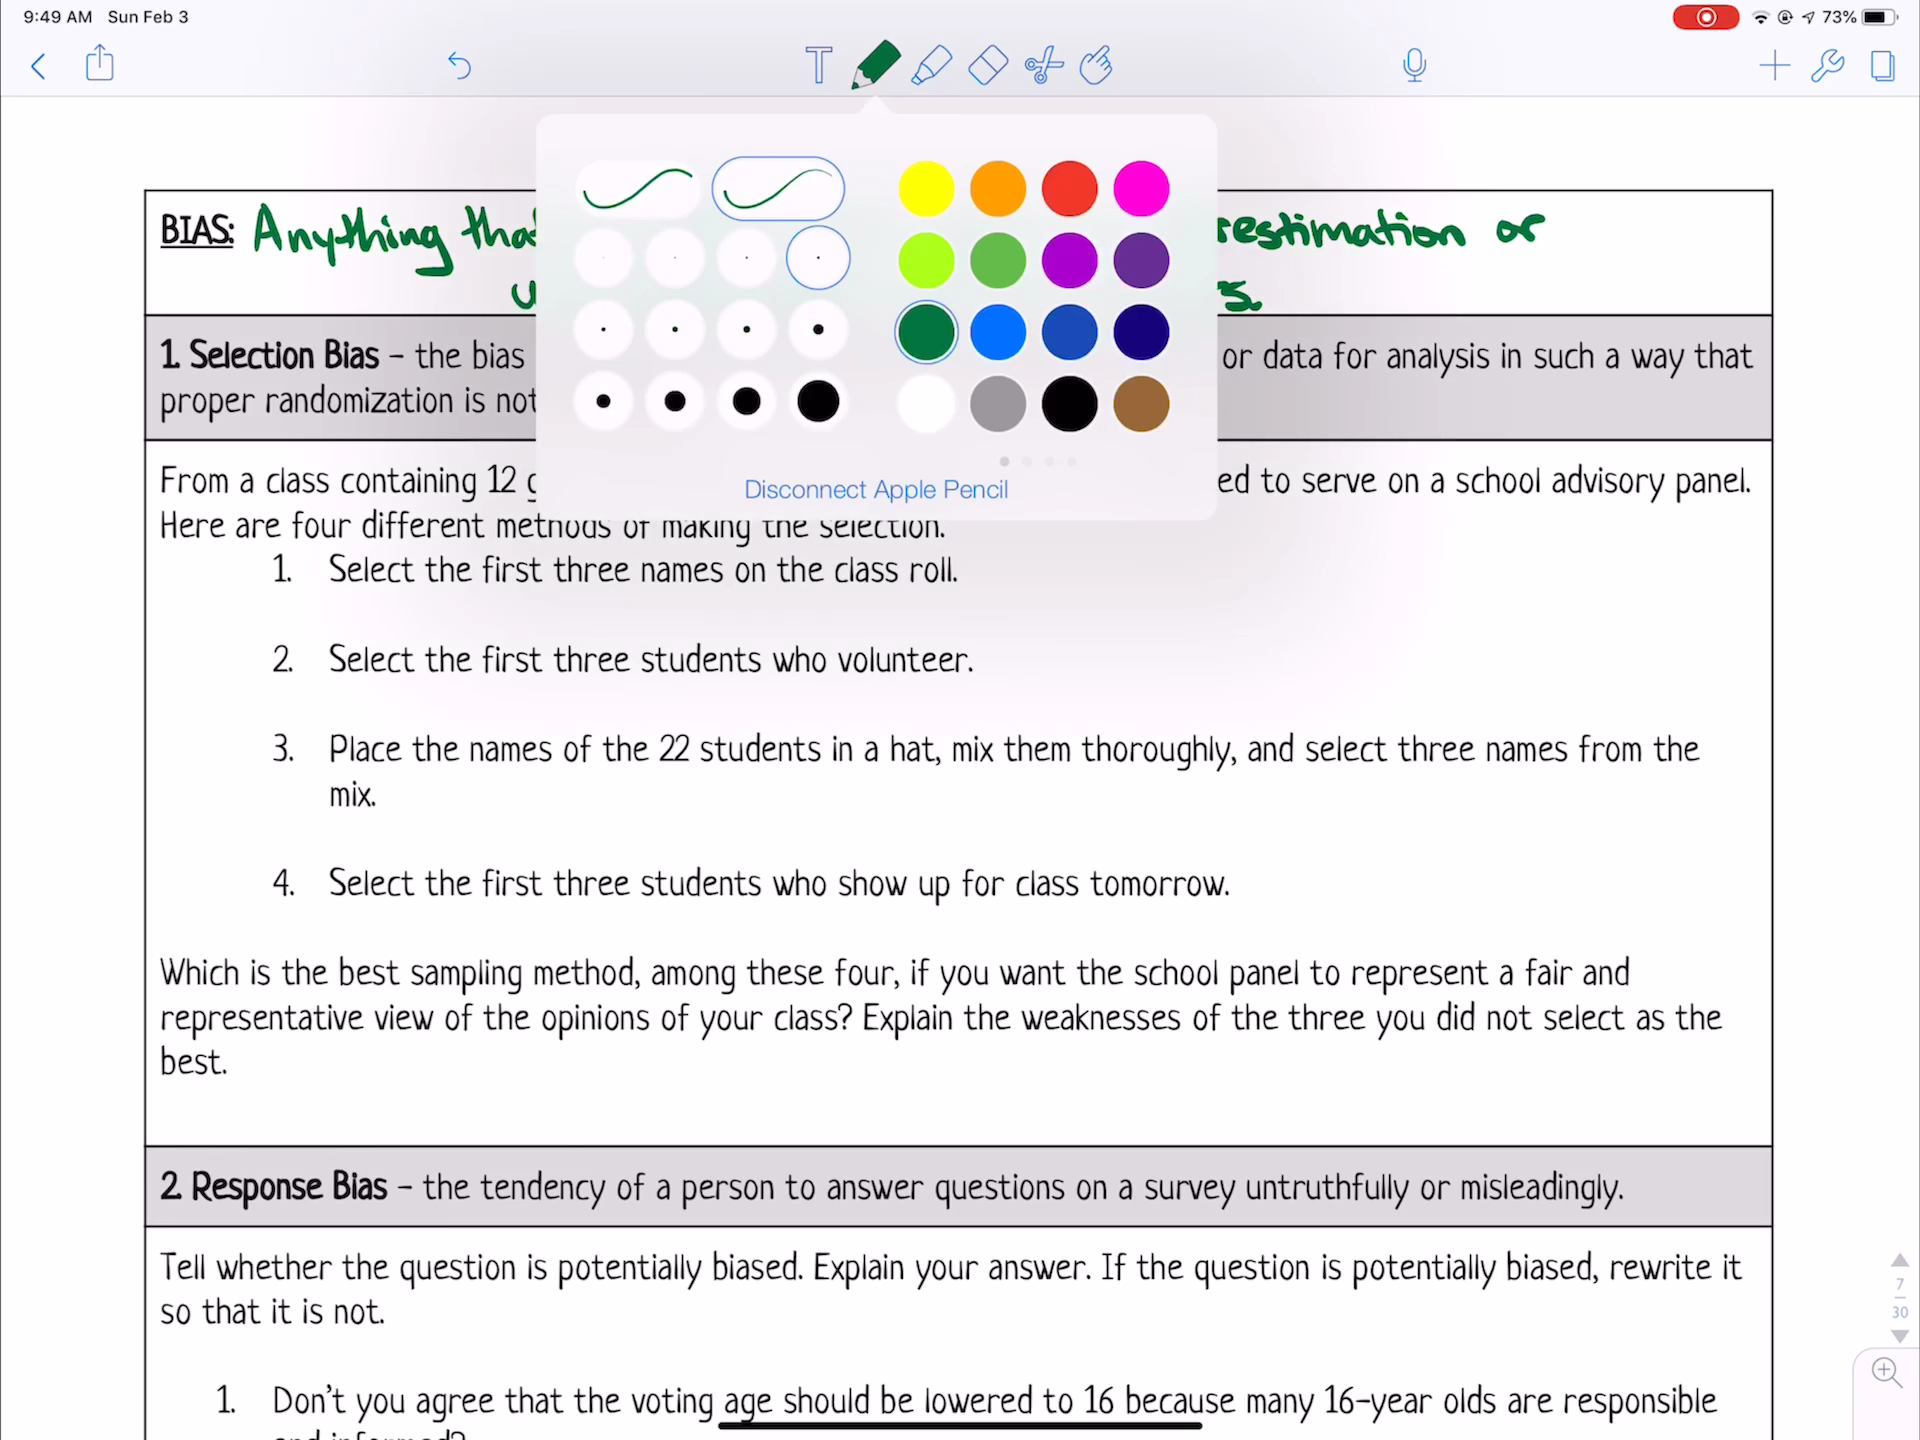 9:49 AM Sun Feb 3
73%
T
BIAS: Anything tha
restimation or
s.
1. Selection Bias – the bias
or data for analysis in such a way that
proper randomization is not
From a class containing 12 g
ed to serve on a school advisory panel.
Here are four different methods of making the selection.
1. Select the first three names on the class roll.
2. Select the first three students who volunteer.
3. Place the names of the 22 students in a hat, mix them thoroughly, and select three names from the
mix.
4. Select the first three students who show up for class tomorrow.
Which is the best sampling method, among these four, if you want the school panel to represent a fair and
representative view of the opinions of your class? Explain the weaknesses of the three you did not select as the
best.
2. Response Bias – the tendency of a person to answer questions on a survey untruthfully or misleadingly.
Tell whether the question is potentially biased. Explain your answer. If the question is potentially biased, rewrite it
so that it is not.
1. Don't you agree that the voting age should be lowered to 16 because many 16-year olds are responsible
and informed?
Disconnect Apple Pencil
7
30